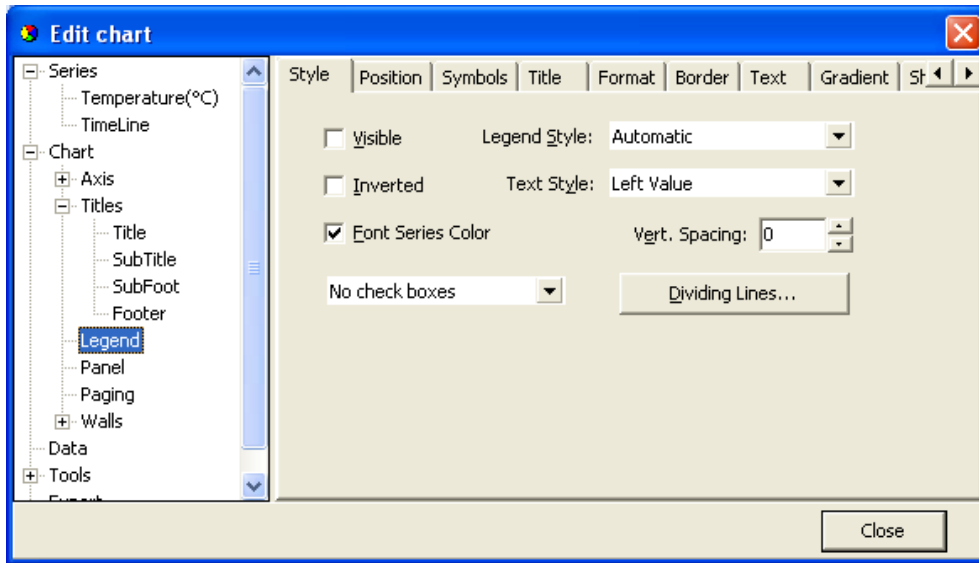 Edit chart
Series
Temperature(°C)
TimeLine
Chart
Axis
Titles
Title
SubTitle
SubFoot
Footer
Legend
Panel
Paging
Walls
Data
Tools
Export
Style Position Symbols Title Format Border Text Gradient
Visible Legend Style: Automatic
Inverted Text Style: Left Value
Font Series Color Vert. Spacing: 0
No check boxes Dividing Lines...
Close